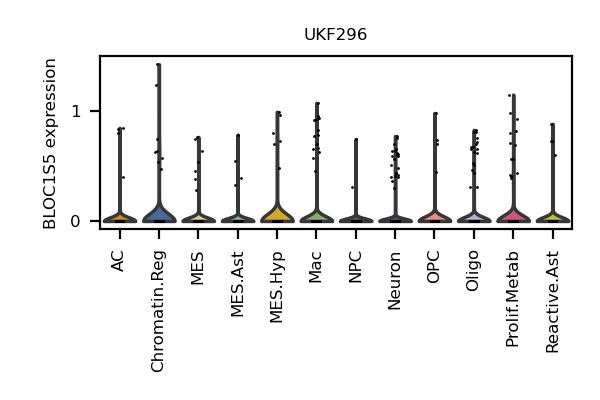 UKF296
BLOC1S5 expression
1
0
AC
Chromatin.Reg
MES
MES.Ast
MES.Hyp
Mac
NPC
Neuron
OPC
Oligo
Prolif.Metab
Reactive.Ast